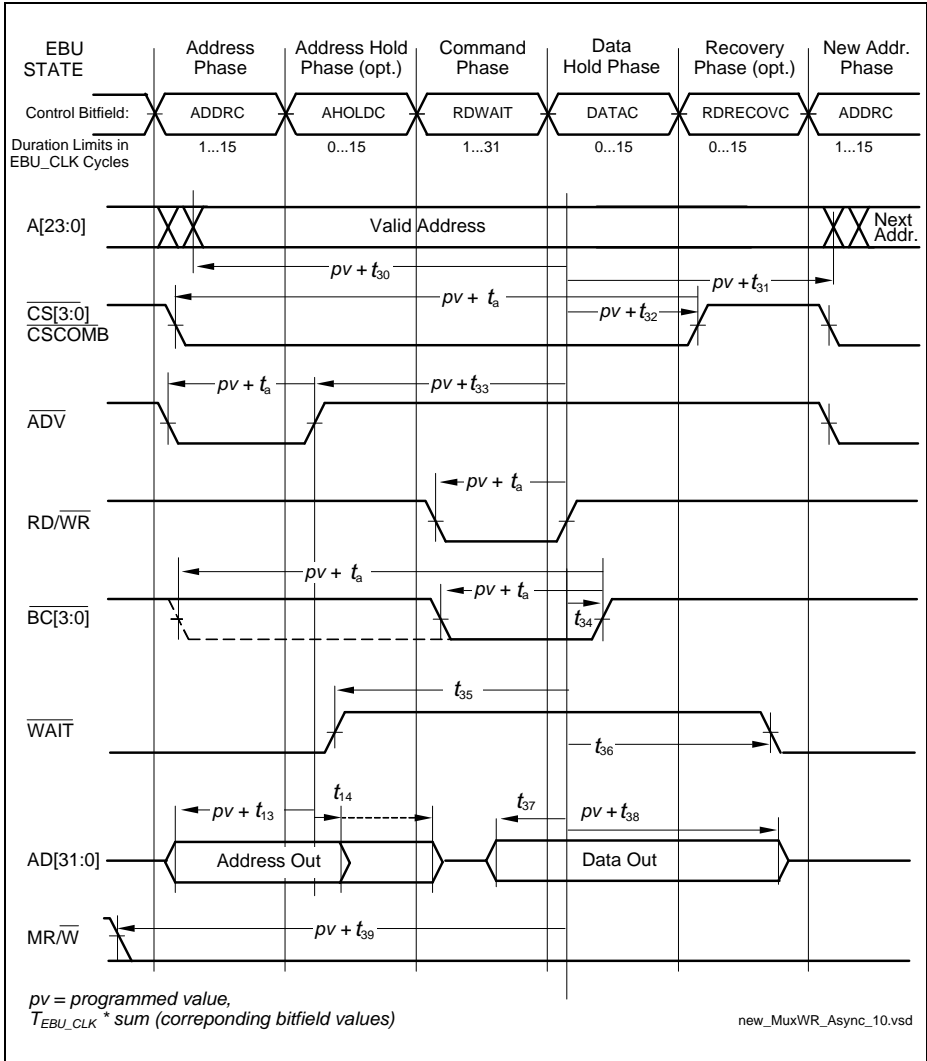 EBU STATE
Address Phase
Address Hold Phase (opt.)
Command Phase
Data Hold Phase
Recovery Phase (opt.)
New Addr. Phase
Control Bitfield: ADDRC AHOLDC RDWAIT DATAC RDRECOVC ADDRC
Duration Limits in EBU_CLK Cycles 1...15 0...15 1...31 0...15 0...15 1...15
A[23:0] Valid Address Next Addr.
pv + t30
pv + t31
pv + ta
CS[3:0]
CSCOMB
pv + t32
pv + ta
pv + t33
ADV
pv + ta
RD/WR
pv + ta
pv + ta
BC[3:0]
t34
t35
WAIT
t36
pv + t13
t14
t37
pv + t38
AD[31:0] Address Out Data Out
MR/W
pv + t39
pv = programmed value,
TEBU_CLK * sum (correponding bitfield values)
new_MuxWR_Async_10.vsd